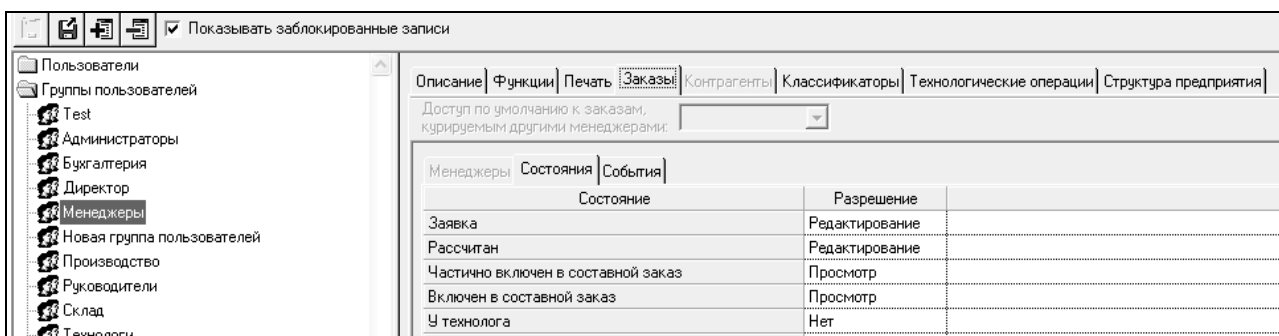 Показывать заблокированные записи
Пользователи
Группы пользователей
Test
Администраторы
Бухгалтерия
Директор
Менеджеры
Новая группа пользователей
Производство
Руководители
Склад
Технологи
Описание Функции Печать Заказы Контрагенты Классификаторы Технологические операции Структура предприятия
Доступ по умолчанию к заказам,
курируемым другими менеджерами:
Менеджеры Состояния События
Состояние Разрешение
Заявка Редактирование
Рассчитан Редактирование
Частично включен в составной заказ Просмотр
Включен в составной заказ Просмотр
У технолога Нет